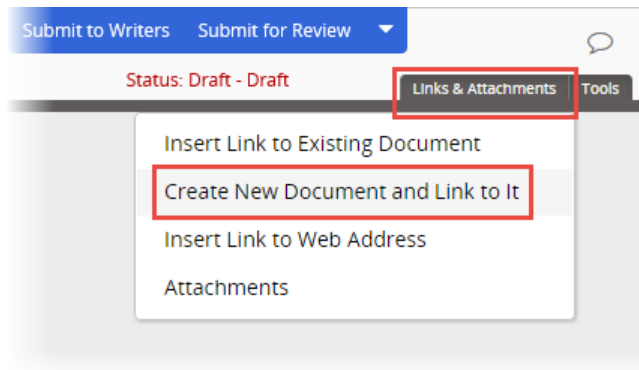 Submit to Writers Submit for Review
Status: Draft - Draft
Links & Attachments Tools
Insert Link to Existing Document
Create New Document and Link to It
Insert Link to Web Address
Attachments